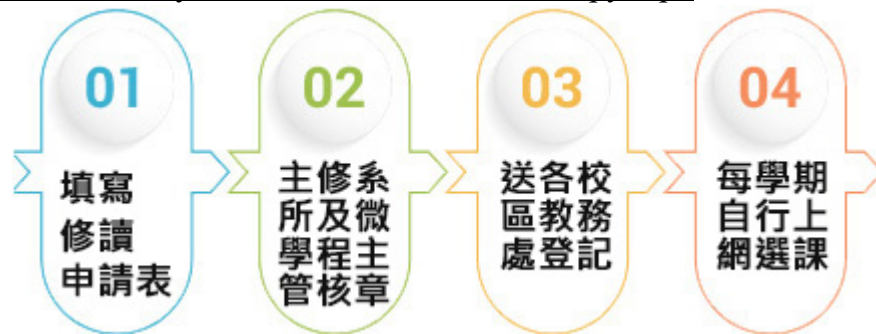 01
填寫
修讀
申請表
02
主修系
所及微
學程主
管核章
03
送各校
區教務
處登記
04
每學期
自行上
網選課